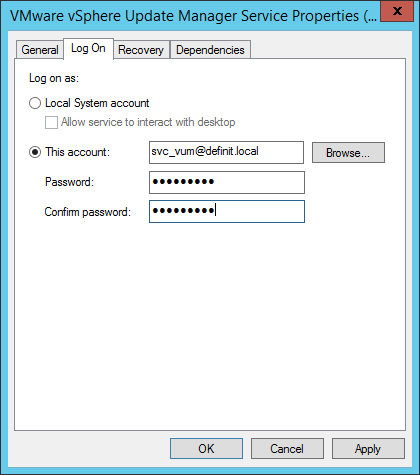 VMware vSphere Update Manager Service Properties (...
x
General Log On Recovery Dependencies
Log on as:
Local System account
Allow service to interact with desktop
This account: svc_vum@definit.local Browse...
Password: •••••••••
Confirm password: •••••••••
OK Cancel Apply